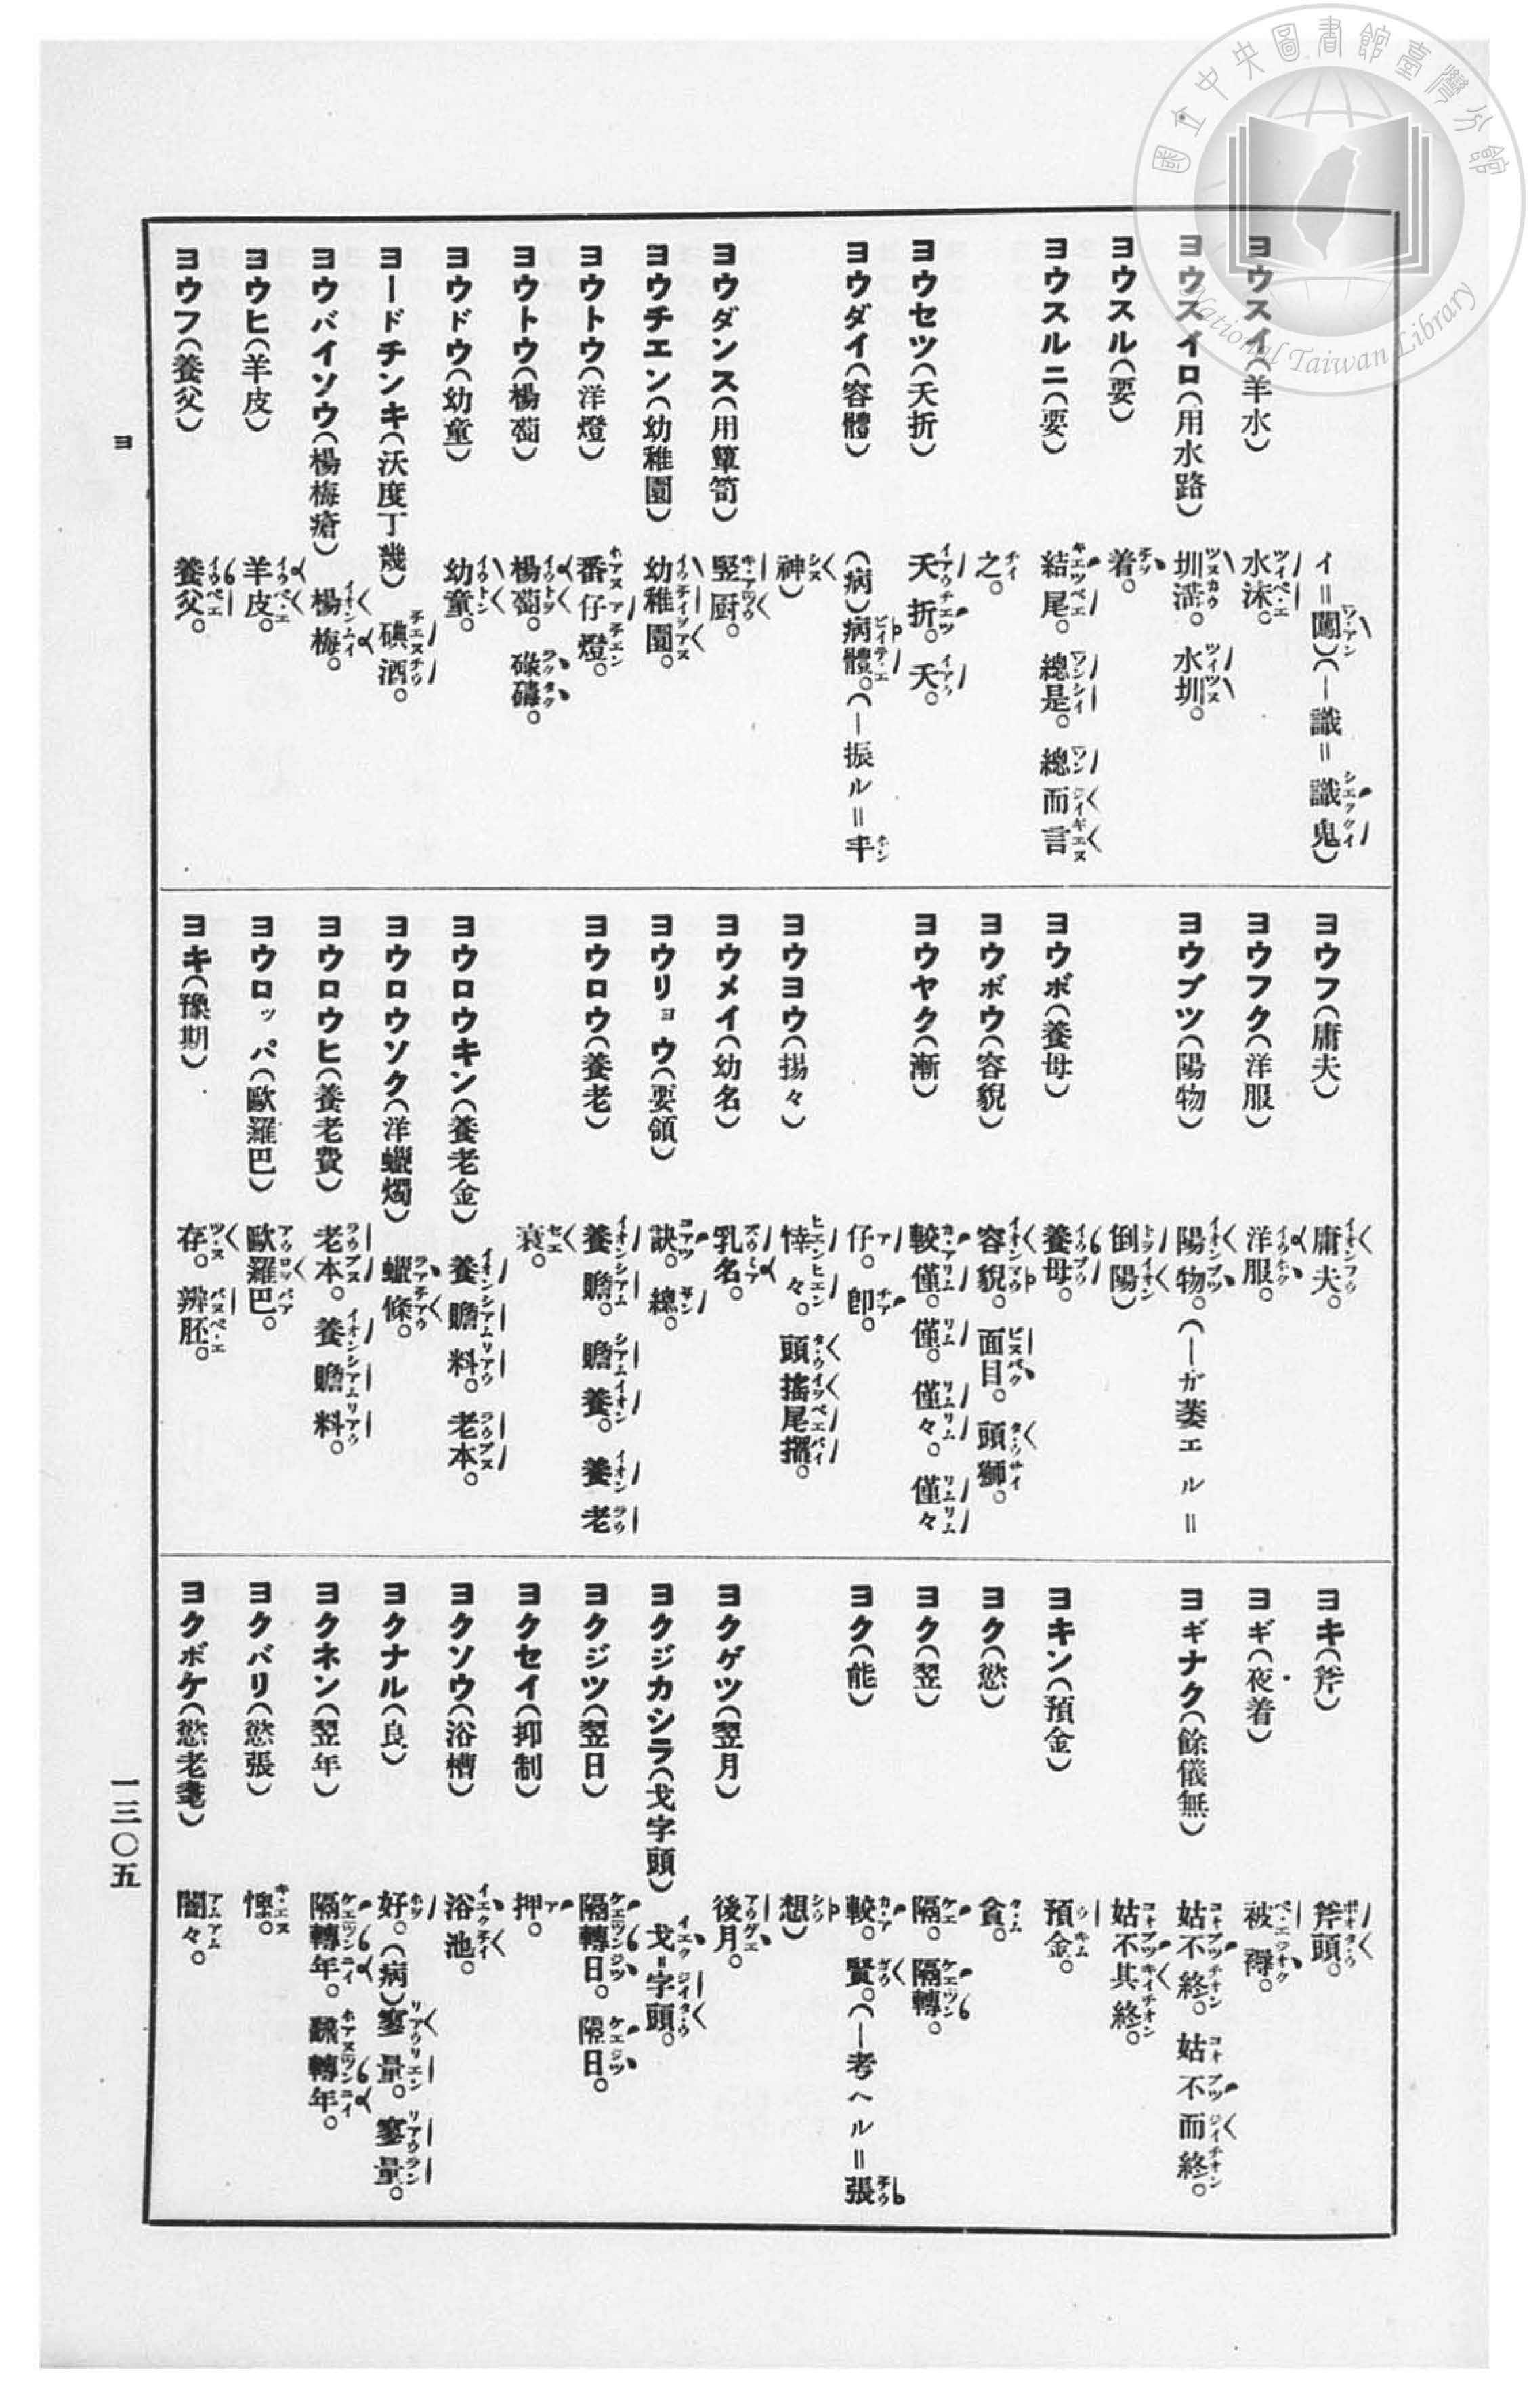 國立中央圖書館臺灣分館
National Taiwan Library
イ＝闖)(―識＝識鬼)
ヨウスイ(羊水) 水沫。
ヨウスイロ(用水路) 圳㴙。水圳。
ヨウスル(要) 着。
ヨウスルニ(要) 結尾。總是。總而言
之。
ヨウセツ(夭折) 夭折。夭。
ヨウダイ(容體) (病)病體。(―振ル＝丰
神)
ヨウダンス(用簞笥) 竪厨。
ヨウチエン(幼稚園) 幼稚園。
ヨウトウ(洋燈) 番仔燈。
ヨウトウ(楊萄) 楊萄。碌磚。
ヨウドウ(幼童) 幼童。
ヨードチンキ(沃度丁幾) 碘酒。
ヨウバイソウ(楊梅瘡) 楊梅。
ヨウヒ(羊皮) 羊皮。
ヨウフ(養父) 養父。
ヨウフ(庸夫) 庸夫。
ヨウフク(洋服) 洋服。
ヨウブツ(陽物) 陽物。(―ガ萎エル＝
倒陽)
ヨウボ(養母) 養母。
ヨウボウ(容貌) 容貌。面目。頭獅。
ヨウヤク(漸) 較僅。僅。僅々。僅々
仔。卽。
ヨウヨウ(揚々) 悻々。頭搖尾擺。
ヨウメイ(幼名) 乳名。
ヨウリョウ(要領) 訣。總。
ヨウロウ(養老) 養贍。贍養。養老
衰。
ヨウロウキン(養老金) 養贍料。老本。
ヨウロウソク(洋蠟燭) 蠟條。
ヨウロウヒ(養老費) 老本。養贍料。
ヨウロッパ(歐羅巴) 歐羅巴。
ヨキ(豫期) 存。辨胚。
ヨキ(斧) 斧頭。
ヨギ(夜着) 被褥。
ヨギナク(餘儀無) 姑不終。姑不而終。
姑不其終。
ヨキン(預金) 預金。
ヨク(慾) 貪。
ヨク(翌) 隔。隔轉。
ヨク(能) 較。賢。(―考ヘル＝張
想)
ヨクゲツ(翌月) 後月。
ヨクジカシラ(戈字頭) 戈＝字頭。
ヨクジツ(翌日) 隔轉日。隔日。
ヨクセイ(抑制) 押。
ヨクソウ(浴槽) 浴池。
ヨクナル(良) 好。(病)寥量。寥量。
ヨクネン(翌年) 隔轉年。飜轉年。
ヨクバリ(慾張) 慳。
ヨクボケ(慾老耄) 闇々。
ヨ
一三〇五